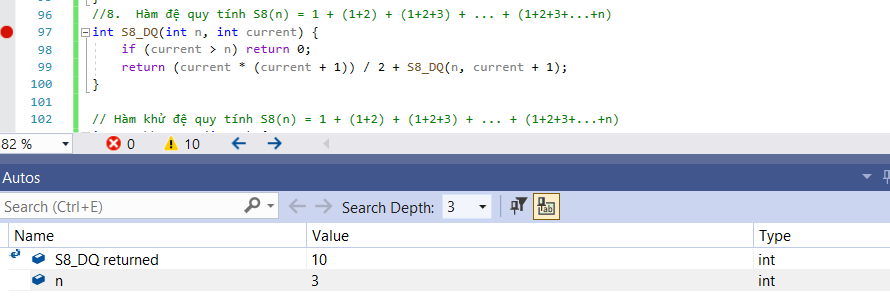 96 //8. Hàm đệ quy tính S8(n) = 1 + (1+2) + (1+2+3) + ... + (1+2+3+...+n)
97 int S8_DQ(int n, int current) {
98 if (current > n) return 0;
99 return (current * (current + 1)) / 2 + S8_DQ(n, current + 1);
100 }
101
102 // Hàm khử đệ quy tính S8(n) = 1 + (1+2) + (1+2+3) + ... + (1+2+3+...+n)
82 % 0 10
Autos
Search (Ctrl+E) Search Depth: 3
Name Value Type
S8_DQ returned 10 int
n 3 int